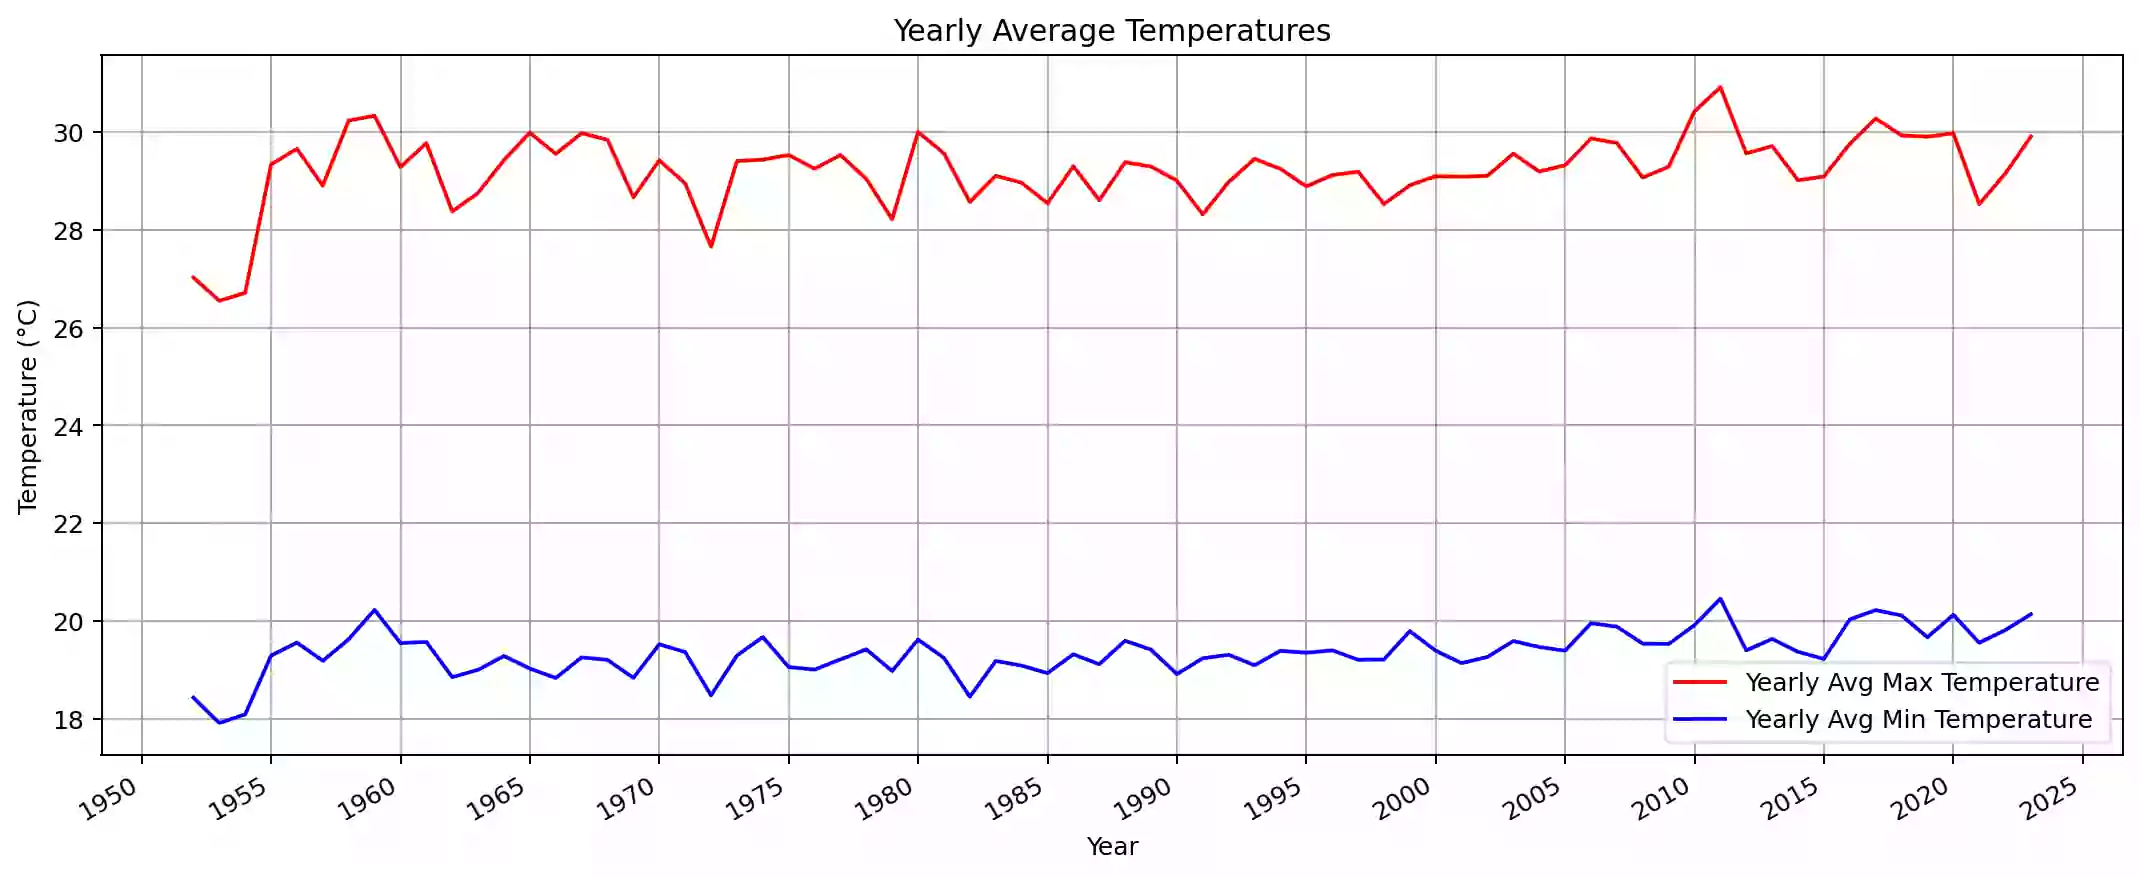 Yearly Average Temperatures
Temperature (°C)
30
28
26
24
22
20
18
Yearly Avg Max Temperature
Yearly Avg Min Temperature
1950 1955 1960 1965 1970 1975 1980 1985 1990 1995 2000 2005 2010 2015 2020 2025
Year